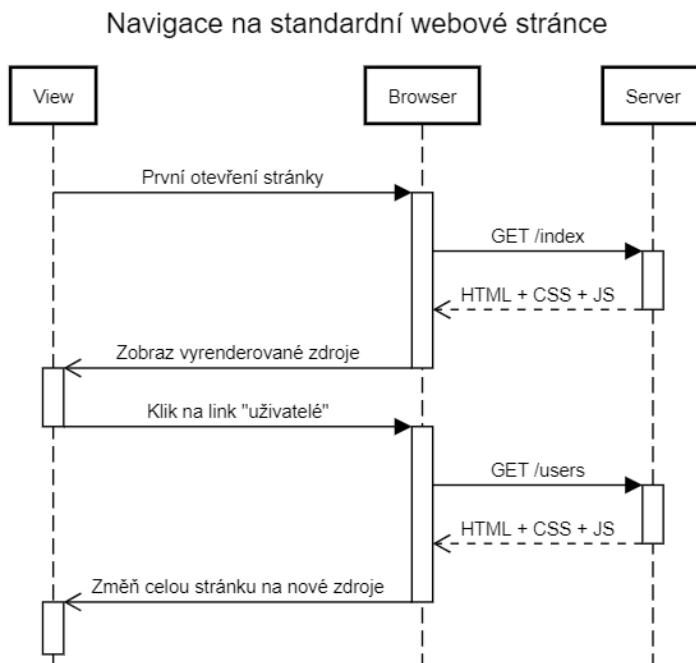 Navigace na standardní webové stránce
View
Browser
Server
První otevření stránky
GET /index
HTML + CSS + JS
Zobraz vyrenderované zdroje
Klik na link "uživatelé"
GET /users
HTML + CSS + JS
Změň celou stránku na nové zdroje